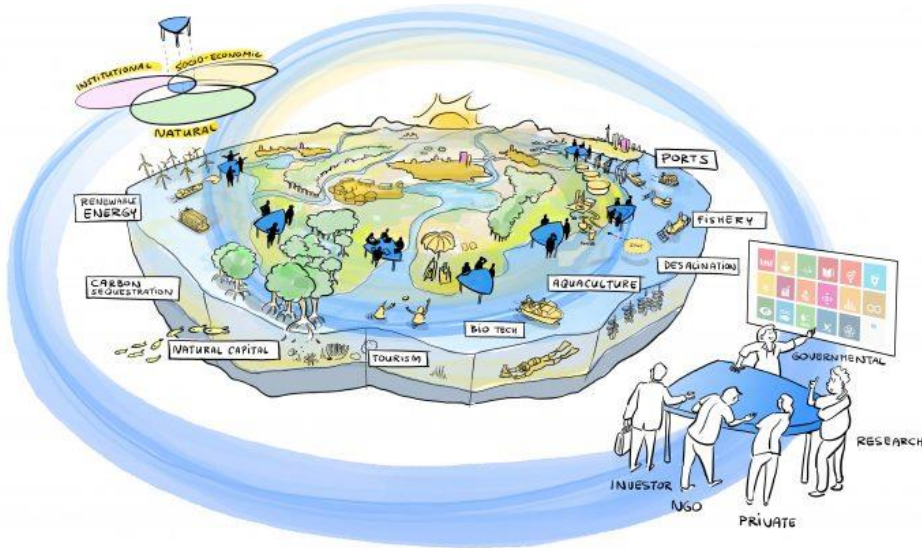 INSTITUTIONAL
SOCIO-ECONOMIC
NATURAL
PORTS
RENEWABLE
ENERGY
FISHERY
DESALINATION
CARBON
SEQUESTRATION
AQUACULTURE
BIO TECH
NATURAL CAPITAL
TOURISM
GOVERNMENTAL
RESEARCH
INVESTOR
NGO
PRIVATE